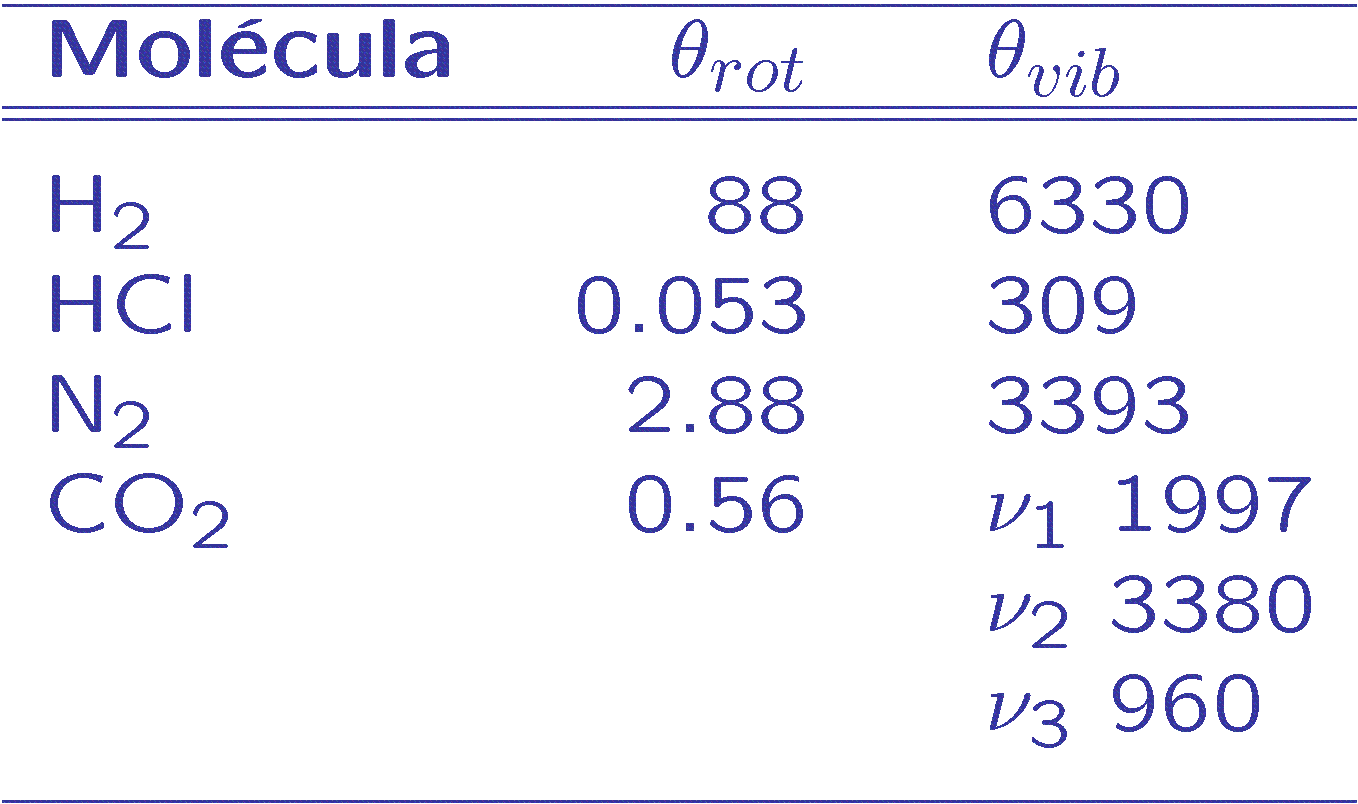 Molécula θ_rot θ_vib
H₂ 88 6330
HCl 0.053 309
N₂ 2.88 3393
CO₂ 0.56 ν₁ 1997
ν₂ 3380
ν₃ 960